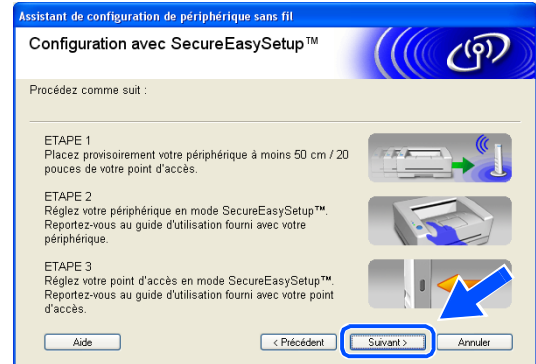 Assistant de configuration de périphérique sans fil
Configuration avec SecureEasySetup™
Procédez comme suit :
ETAPE 1
Placez provisoirement votre périphérique à moins 50 cm / 20
pouces de votre point d'accès.
ETAPE 2
Réglez votre périphérique en mode SecureEasySetup™.
Reportez-vous au guide d'utilisation fourni avec votre
périphérique.
ETAPE 3
Réglez votre point d'accès en mode SecureEasySetup™.
Reportez-vous au guide d'utilisation fourni avec votre point
d'accès.
Aide < Précédent Suivant > Annuler